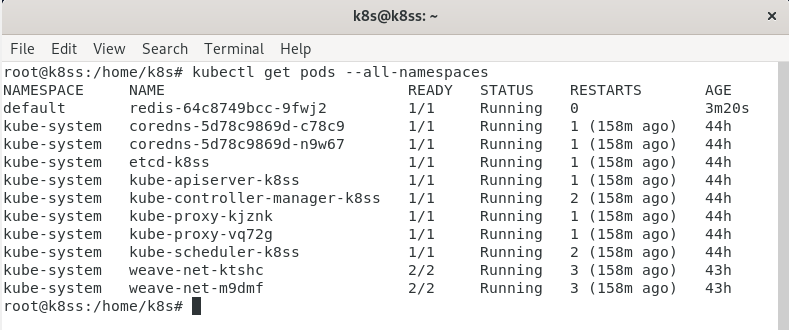 k8s@k8ss: ~
File Edit View Search Terminal Help
root@k8ss:/home/k8s# kubectl get pods --all-namespaces
NAMESPACE NAME READY STATUS RESTARTS AGE
default redis-64c8749bcc-9fwj2 1/1 Running 0 3m20s
kube-system coredns-5d78c9869d-c78c9 1/1 Running 1 (158m ago) 44h
kube-system coredns-5d78c9869d-n9w67 1/1 Running 1 (158m ago) 44h
kube-system etcd-k8ss 1/1 Running 1 (158m ago) 44h
kube-system kube-apiserver-k8ss 1/1 Running 1 (158m ago) 44h
kube-system kube-controller-manager-k8ss 1/1 Running 2 (158m ago) 44h
kube-system kube-proxy-kjznk 1/1 Running 1 (158m ago) 44h
kube-system kube-proxy-vq72g 1/1 Running 1 (158m ago) 44h
kube-system kube-scheduler-k8ss 1/1 Running 2 (158m ago) 44h
kube-system weave-net-ktshc 2/2 Running 3 (158m ago) 43h
kube-system weave-net-m9dmf 2/2 Running 3 (158m ago) 43h
root@k8ss:/home/k8s#